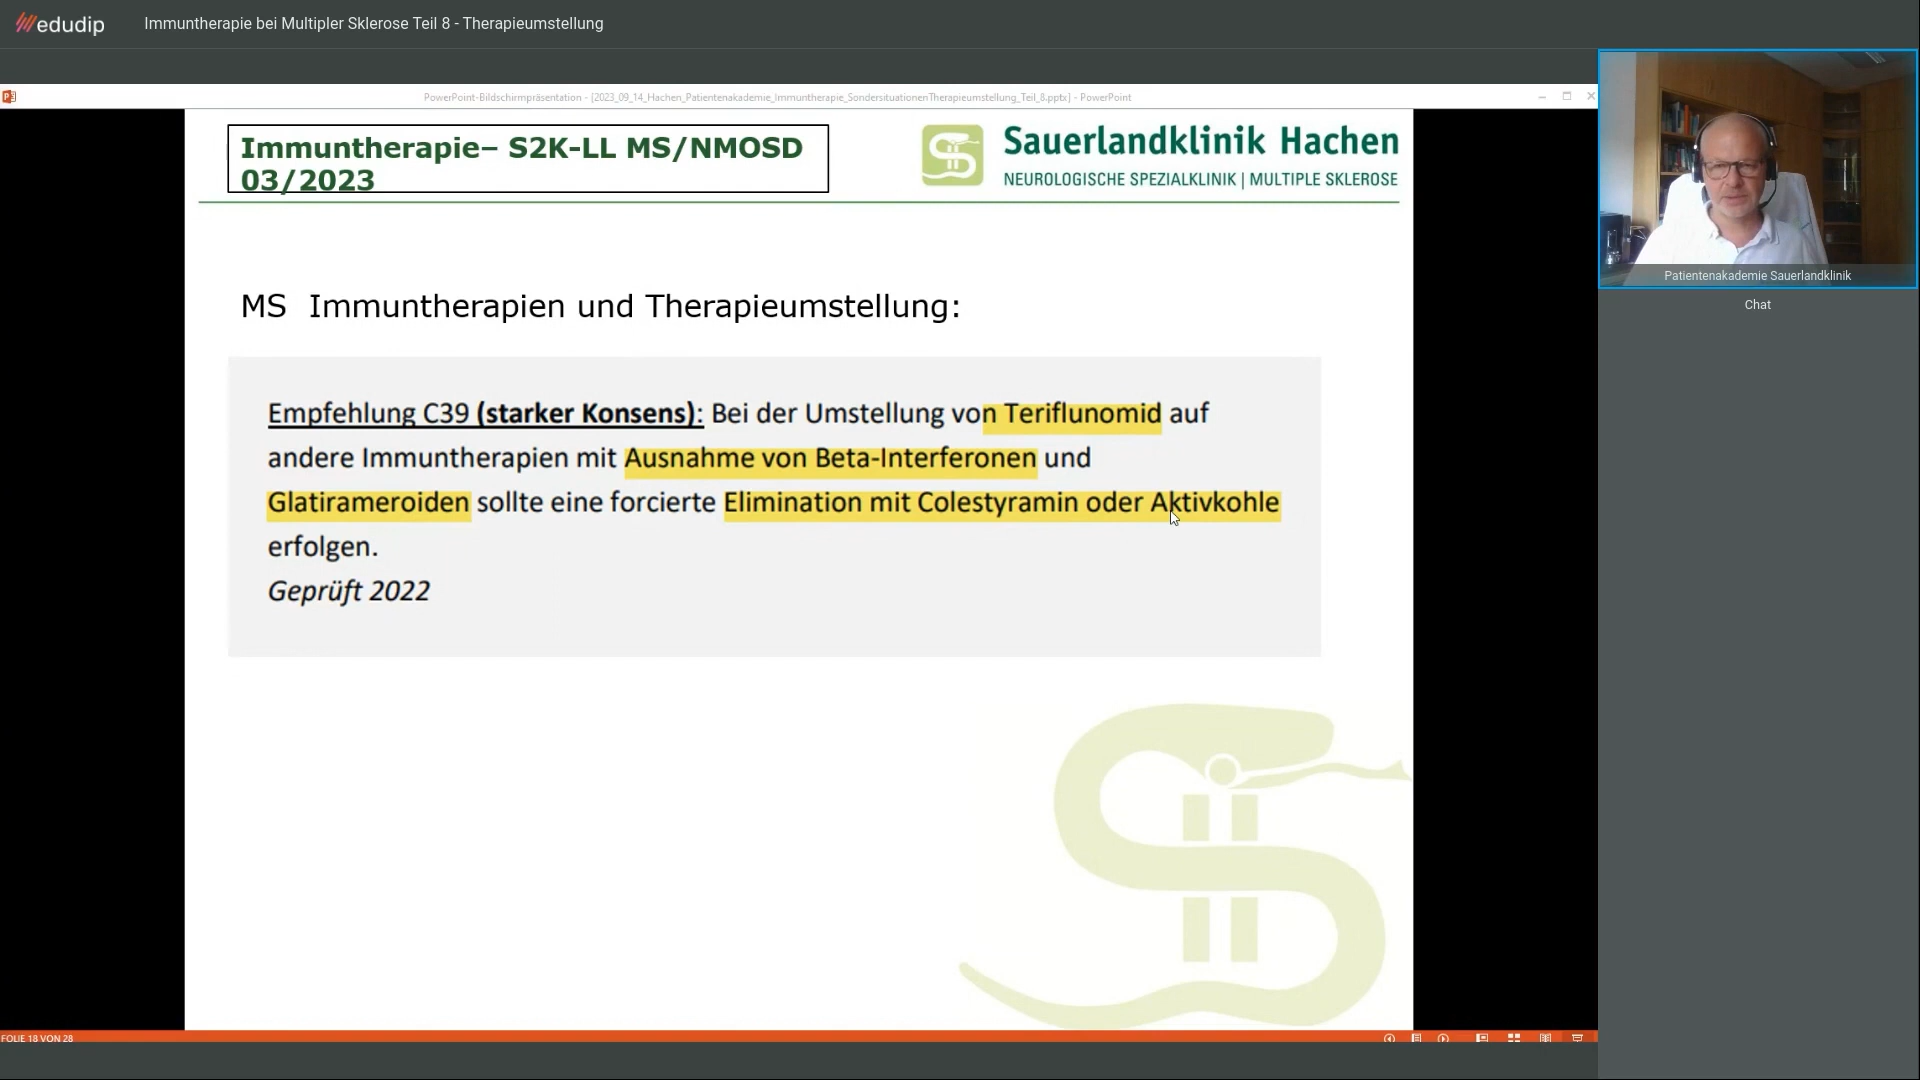 edudip
Immuntherapie bei Multipler Sklerose Teil 8 - Therapieumstellung
PowerPoint-Bildschirmpräsentation - [2023_09_14_Hachen_Patientenakademie_Immuntherapie_SondersituationenTherapieumstellung_Teil_8.pptx] - PowerPoint
Immuntherapie– S2K-LL MS/NMOSD
03/2023
Sauerlandklinik Hachen
NEUROLOGISCHE SPEZIALKLINIK | MULTIPLE SKLEROSE
MS  Immuntherapien und Therapieumstellung:
Empfehlung C39 (starker Konsens): Bei der Umstellung von Teriflunomid auf
andere Immuntherapien mit Ausnahme von Beta-Interferonen und
Glatirameroiden sollte eine forcierte Elimination mit Colestyramin oder Aktivkohle
erfolgen.
Geprüft 2022
Patientenakademie Sauerlandklinik
Chat
FOLIE 18 VON 28